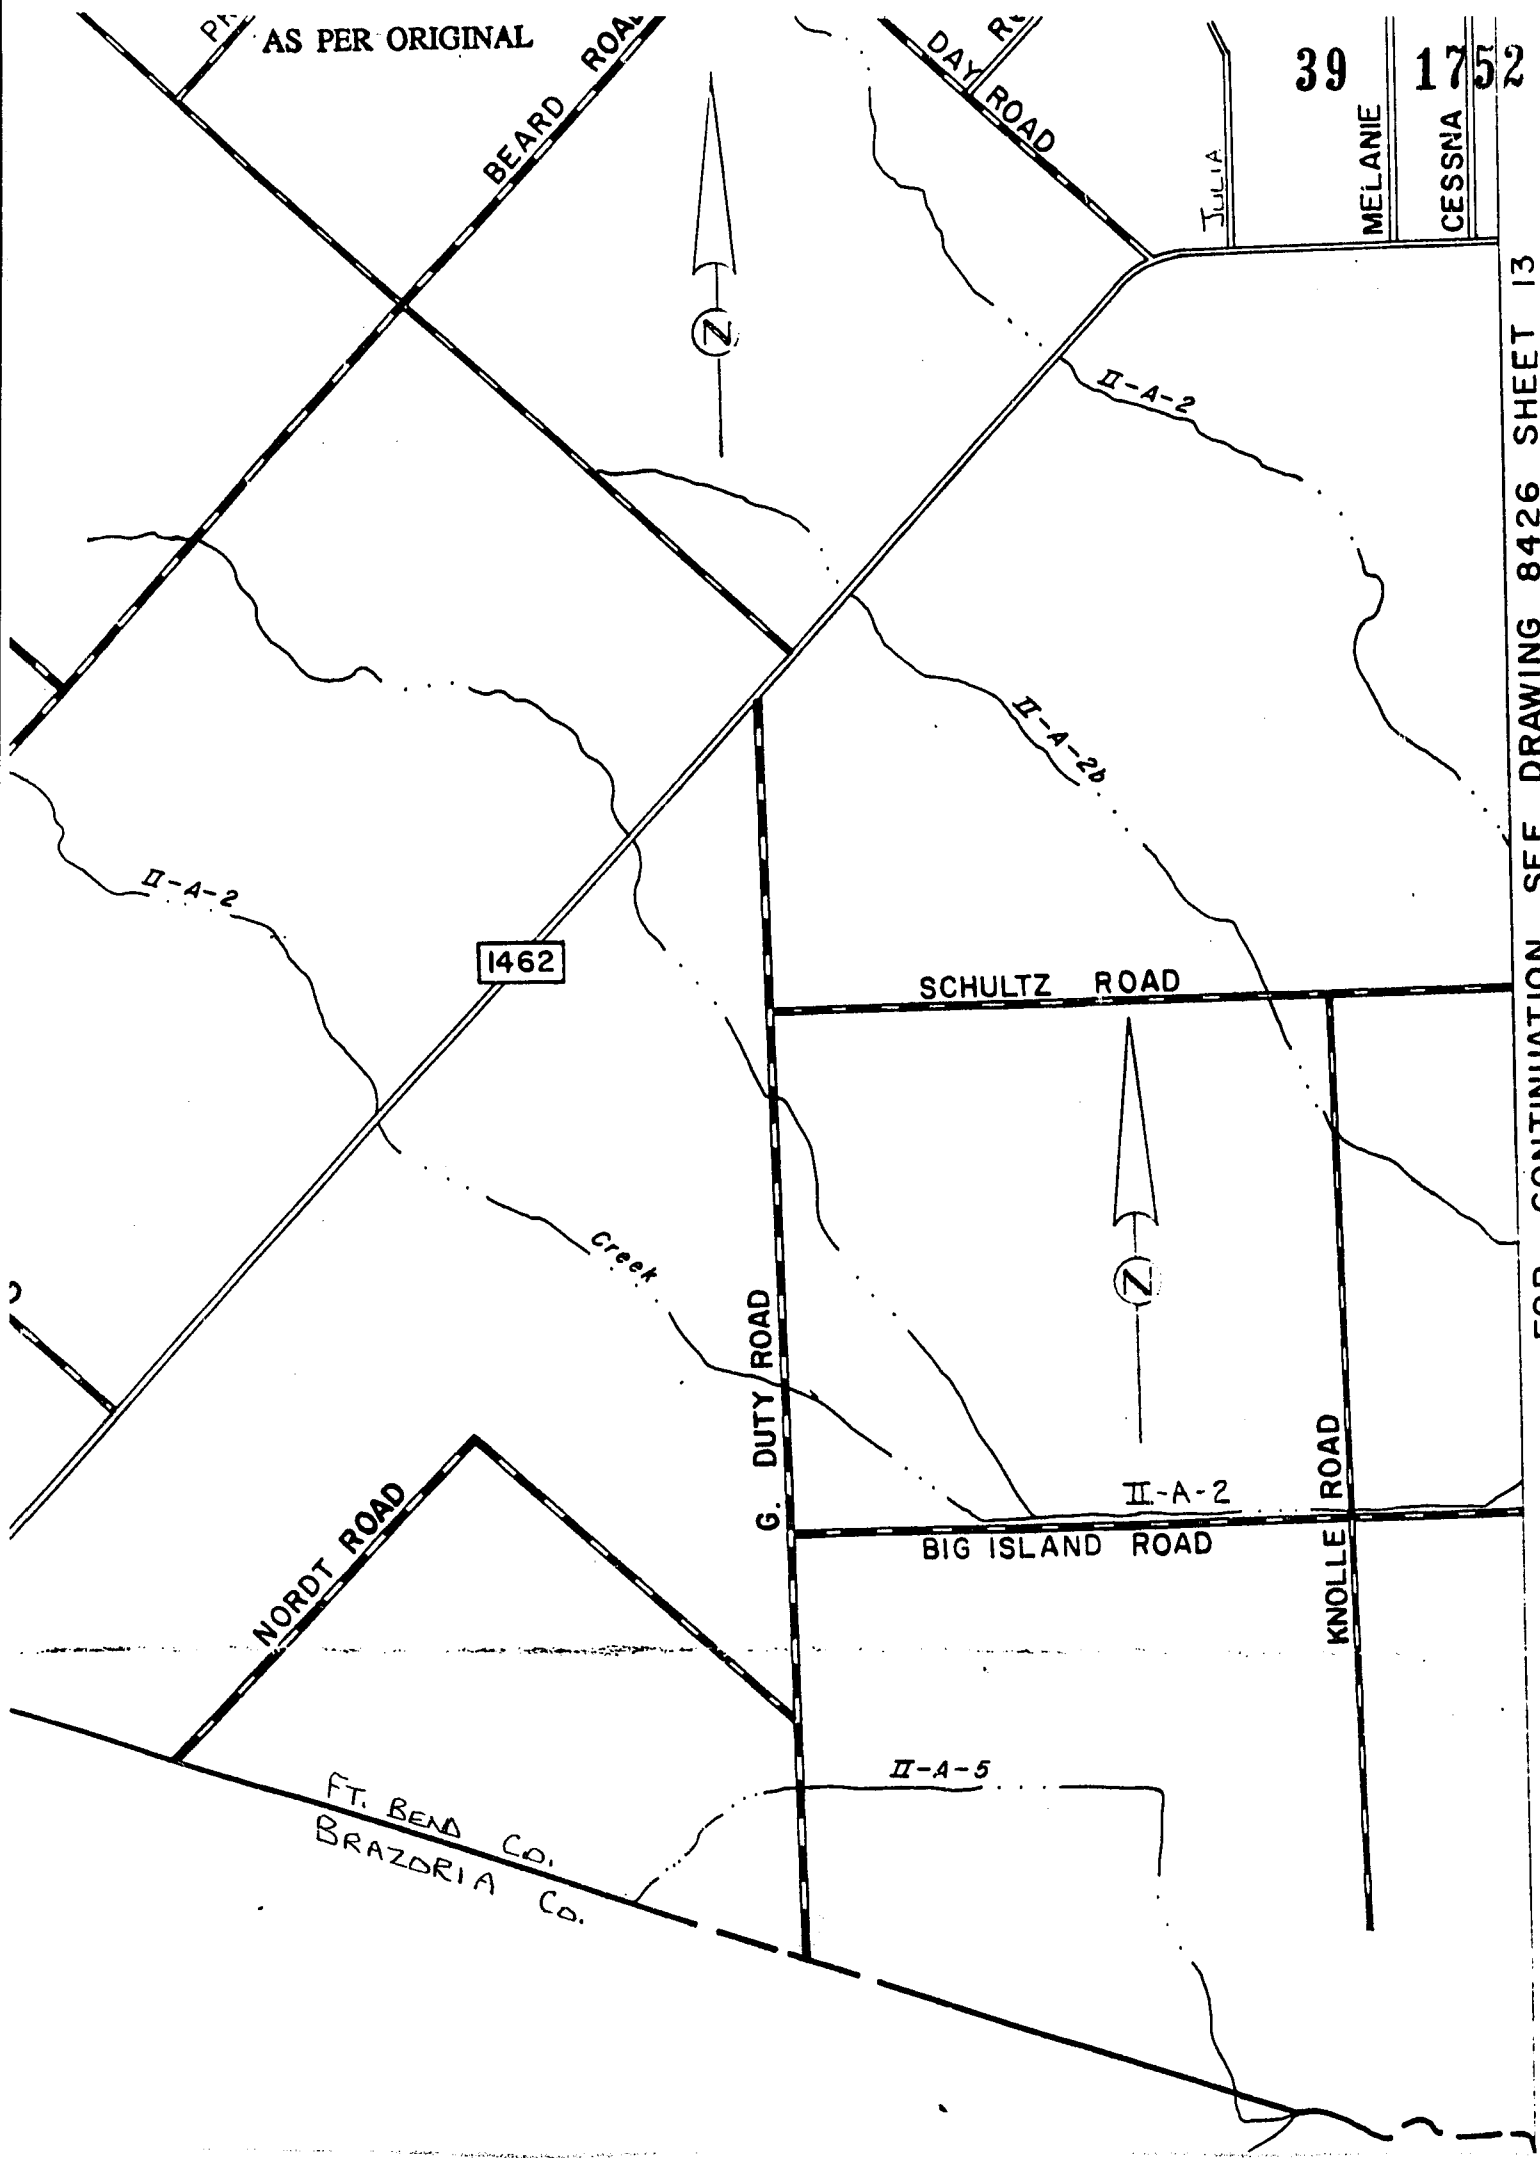 AS PER ORIGINAL
BEARD ROAD
DAY ROAD
39 1752
JULIA
MELANIE
CESSNA
N
II-A-2
II-A-2b
II-A-2
1462
SCHULTZ ROAD
N
Creek
G. DUTY ROAD
II-A-2
BIG ISLAND ROAD
KNOLLE ROAD
NORDT ROAD
II-A-5
FT. BEND CO.
BRAZORIA CO.
FOR CONTINUATION SEE DRAWING 8426 SHEET 13